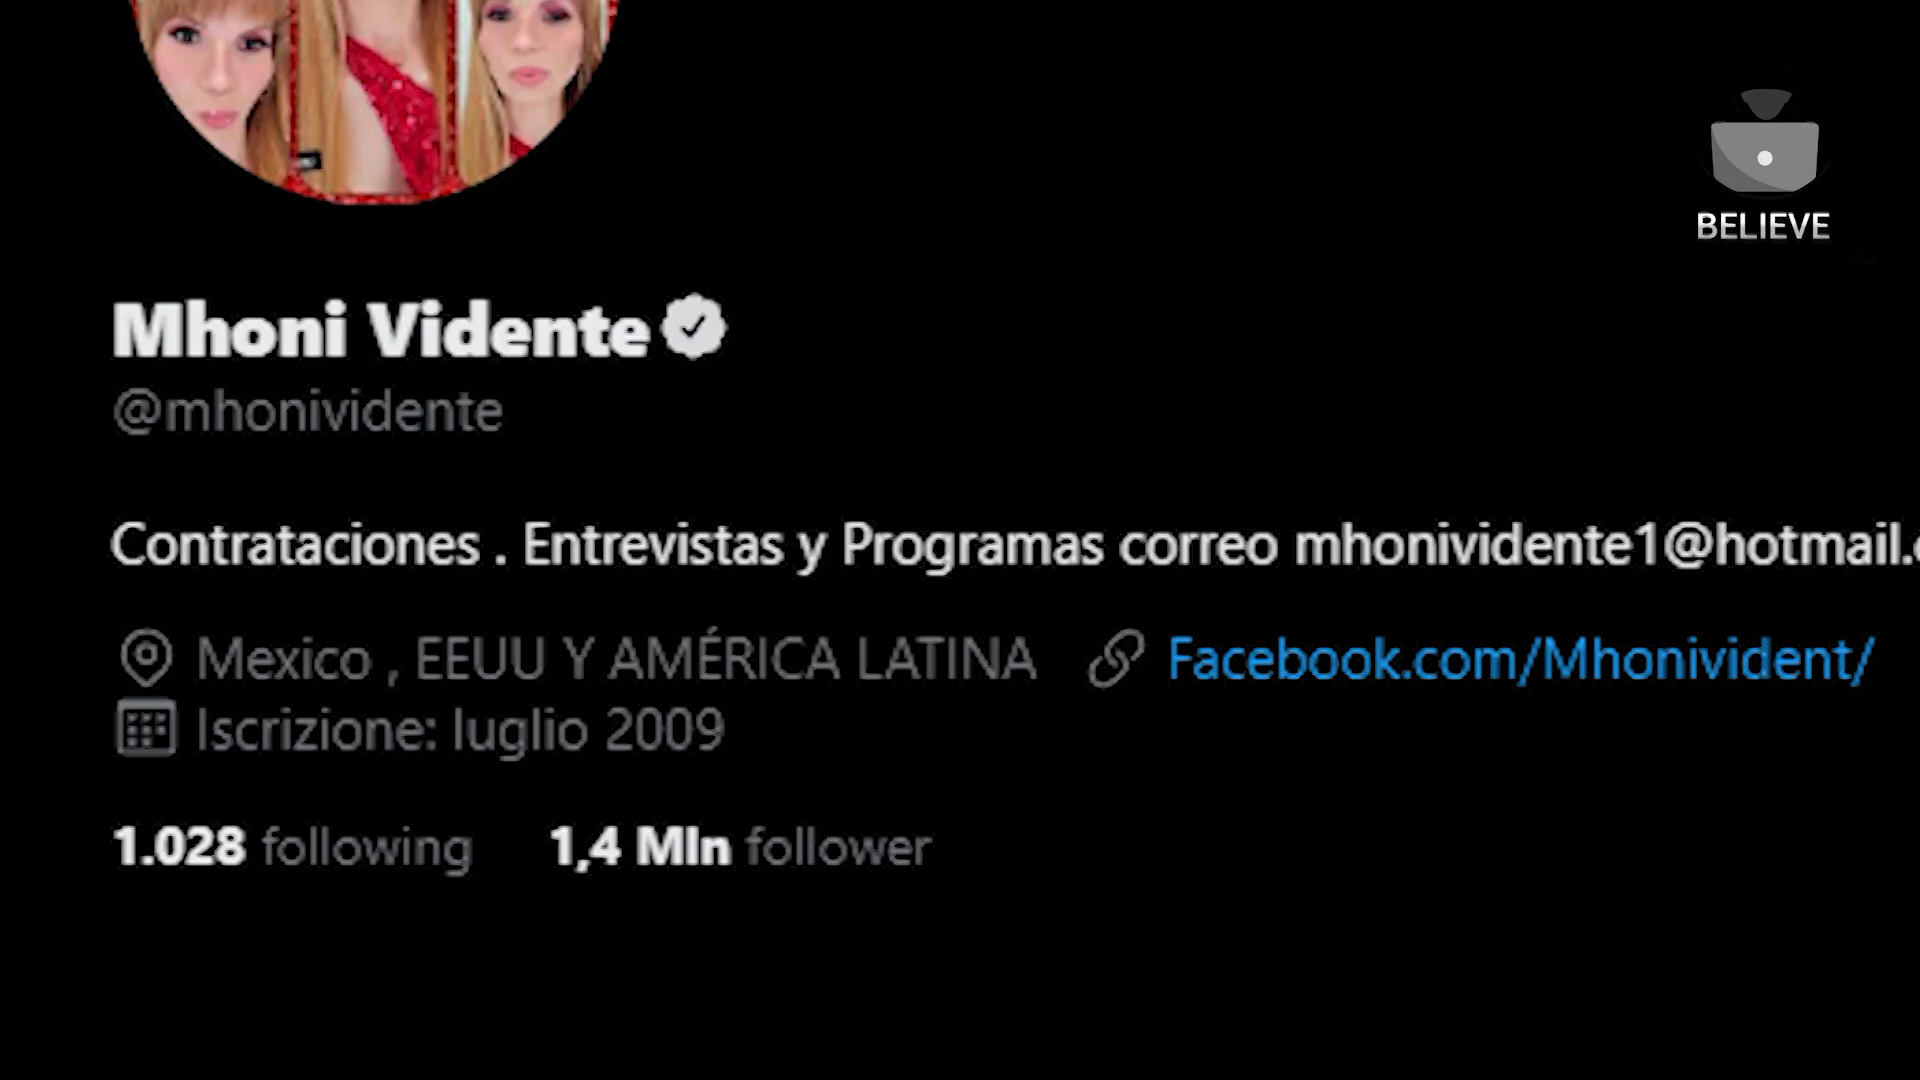 BELIEVE
Mhoni Vidente
@mhonividente
Contrataciones . Entrevistas y Programas correo mhonividente1@hotmail.
Mexico , EEUU Y AMÉRICA LATINA Facebook.com/Mhonivident/
Iscrizione: luglio 2009
1.028 following 1,4 Mln follower